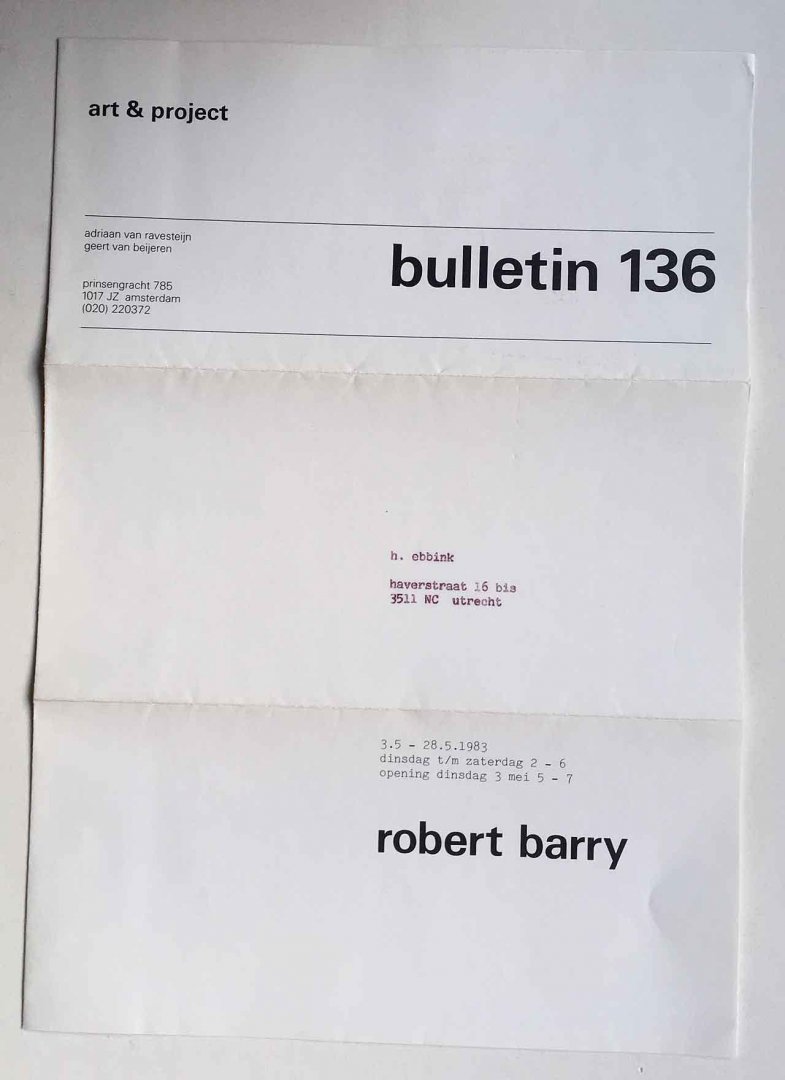 art & project
adriaan van ravesteijn
geert van beijeren
bulletin 136
prinsengracht 785
1017 JZ amsterdam
(020) 220372
h. ebbink
haverstraat 16 bis
3511 NC utrecht
3.5 - 28.5.1983
dinsdag t/m zaterdag 2 - 6
opening dinsdag 3 mei 5 - 7
robert barry